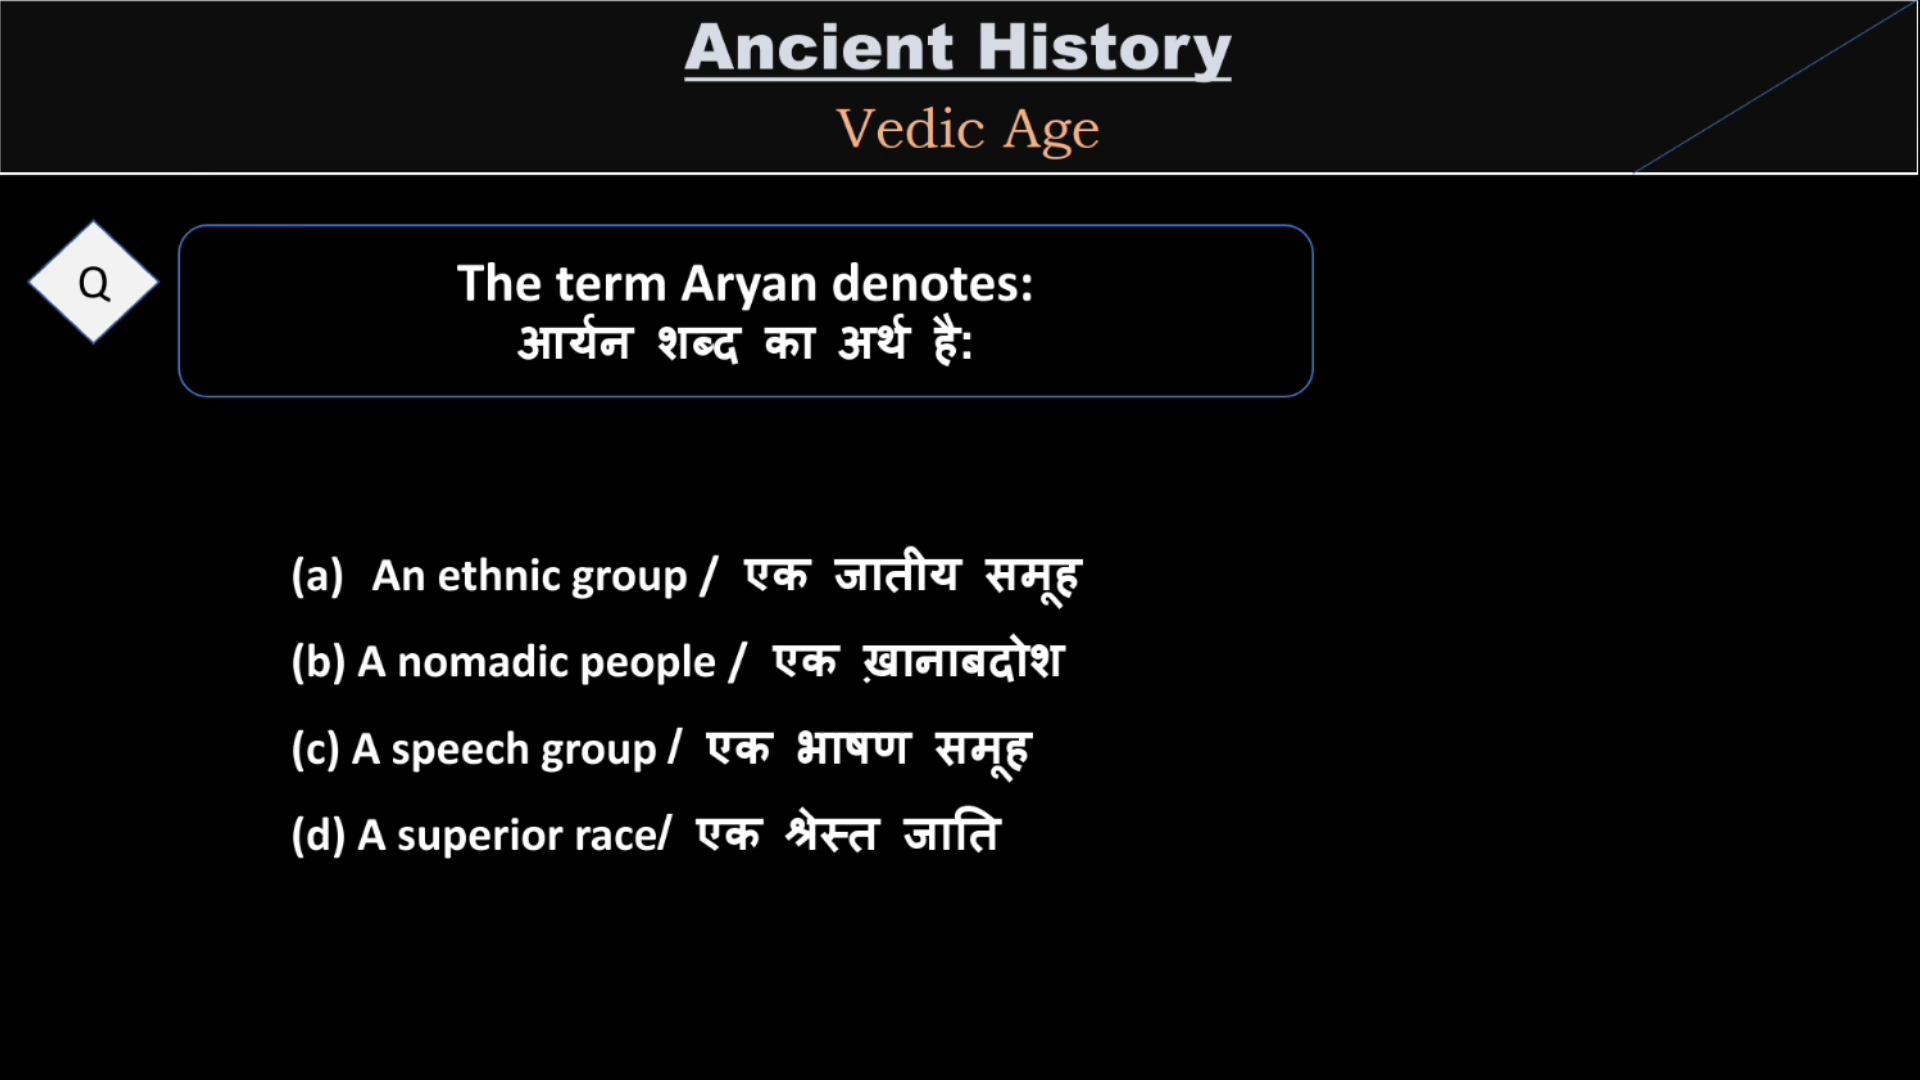 Ancient History
Vedic Age
Q
The term Aryan denotes:
आर्यन शब्द का अर्थ है:
(a) An ethnic group / एक जातीय समूह
(b) A nomadic people / एक ख़ानाबदोश
(c) A speech group / एक भाषण समूह
(d) A superior race/ एक श्रेस्त जाति